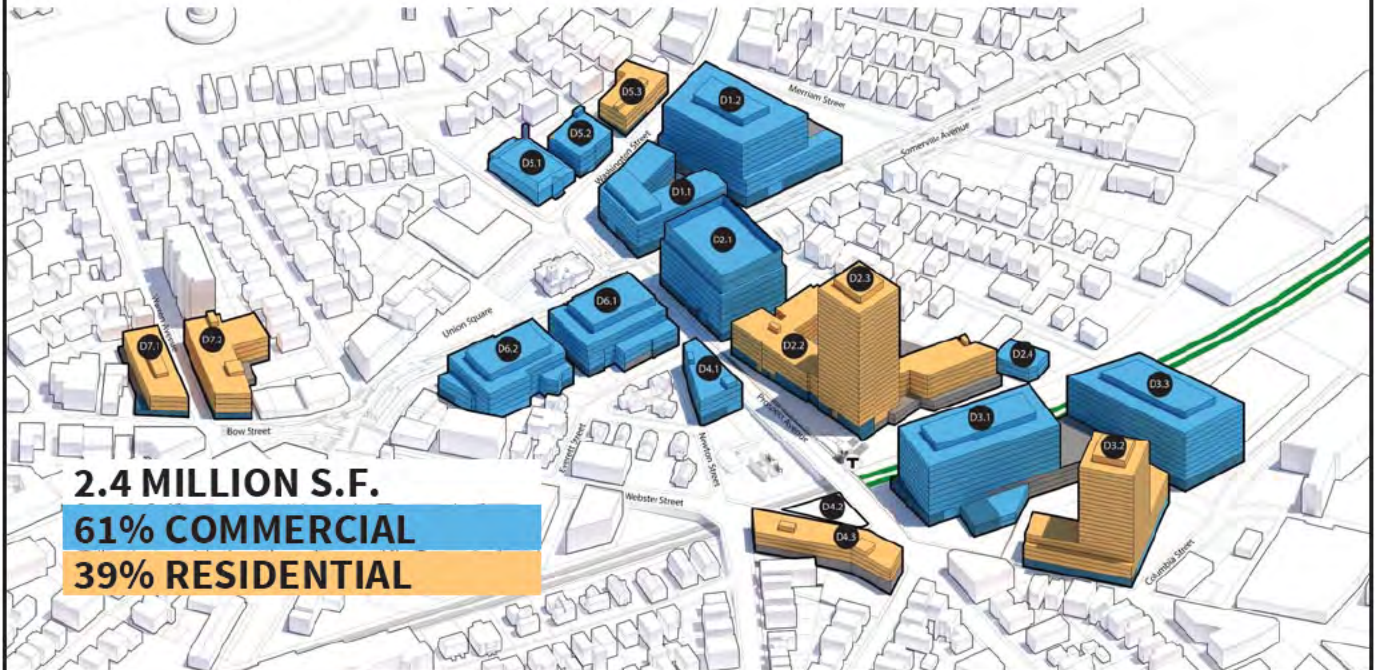 D5.3
D1.2
Merriam Street
D5.2
Somerville Avenue
D5.1
Washington Street
D1.1
D2.1
D2.3
D6.1
Union Square
Warren Avenue
D7.1
D7.2
D6.2
D2.2
D2.4
D4.1
D3.3
Prospect Avenue
D3.1
Bow Street
Everett Street
Newton Street
D3.2
T
2.4 MILLION S.F.
61% COMMERCIAL
39% RESIDENTIAL
Webster Street
D4.2
D4.3
Columbia Street